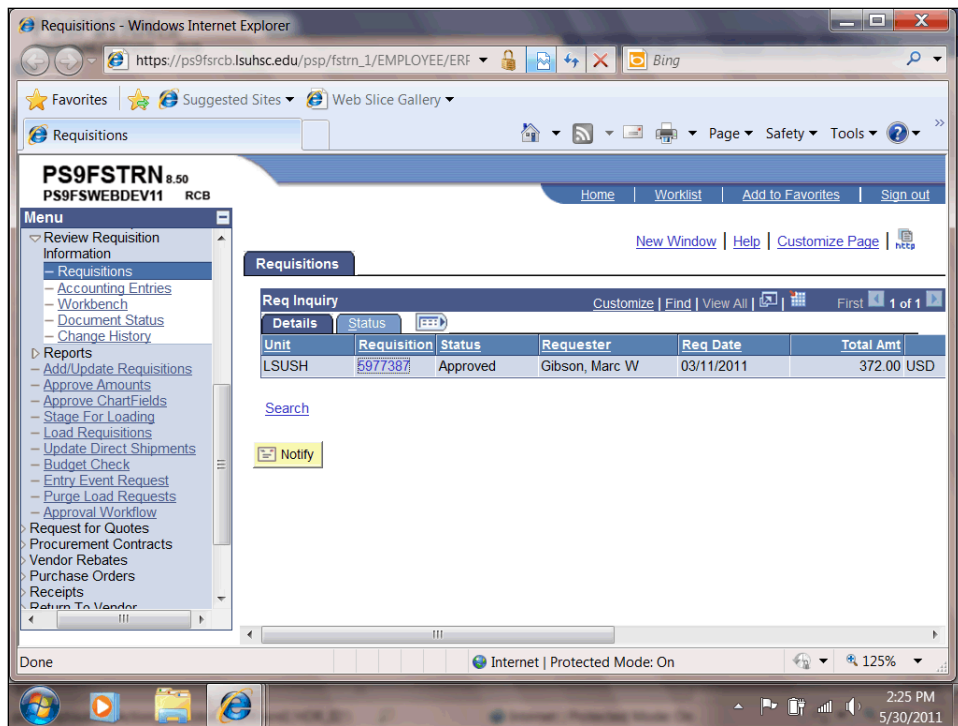 Requisitions - Windows Internet Explorer
https://ps9fsrcb.lsuhsc.edu/psp/fstrn_1/EMPLOYEE/ERF
Bing
Favorites Suggested Sites Web Slice Gallery
Requisitions Page Safety Tools
PS9FSTRN 8.50
PS9FSWEBDEV11 RCB
Home | Worklist | Add to Favorites | Sign out
Menu
New Window | Help | Customize Page | http
Review Requisition
Information
– Requisitions
– Accounting Entries
– Workbench
– Document Status
– Change History
Reports
– Add/Update Requisitions
– Approve Amounts
– Approve ChartFields
– Stage For Loading
– Load Requisitions
– Update Direct Shipments
– Budget Check
– Entry Event Request
– Purge Load Requests
– Approval Workflow
Request for Quotes
Procurement Contracts
Vendor Rebates
Purchase Orders
Receipts
Return To Vendor
Requisitions
Req Inquiry Customize | Find | View All | First 1 of 1
Details Status
Unit Requisition Status Requester Req Date Total Amt
LSUSH 5977387 Approved Gibson, Marc W 03/11/2011 372.00 USD
Search
Notify
Done Internet | Protected Mode: On 125%
2:25 PM
5/30/2011